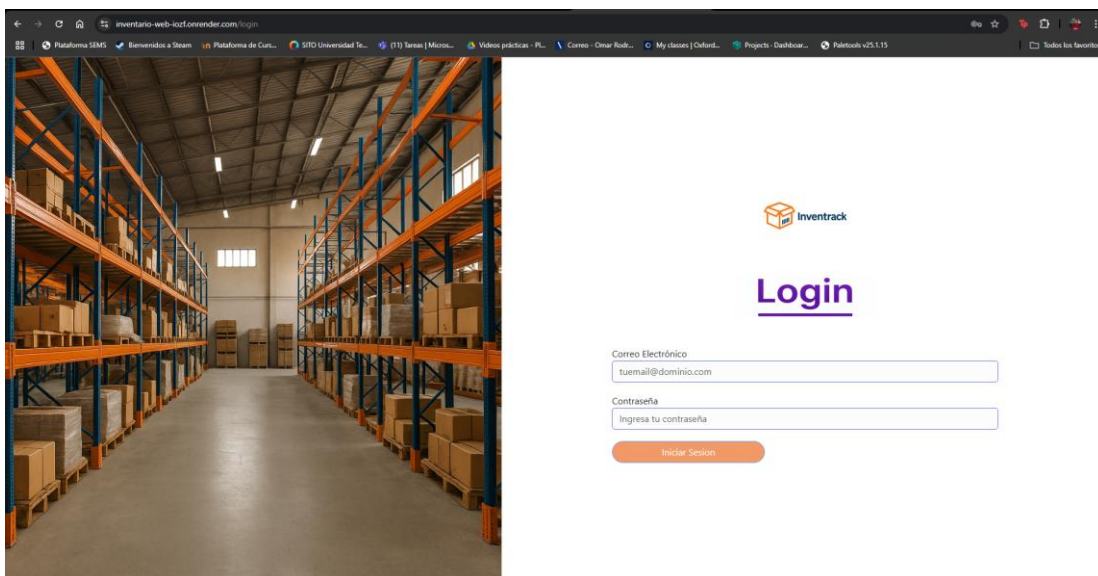 inventario-web-iozf.onrender.com/login
Plataforma SEMS Bienvenidos a Steam Plataforma de Curs... SITO Universidad Te... (11) Tareas | Micros... Videos prácticas - Pl... Correo - Omar Rodr... My classes | Oxford... Projects - Dashboar... Paletools v25.1.15 Todos los favorito
Inventrack
Login
Correo Electrónico
tuemail@dominio.com
Contraseña
Ingresa tu contraseña
Iniciar Sesion